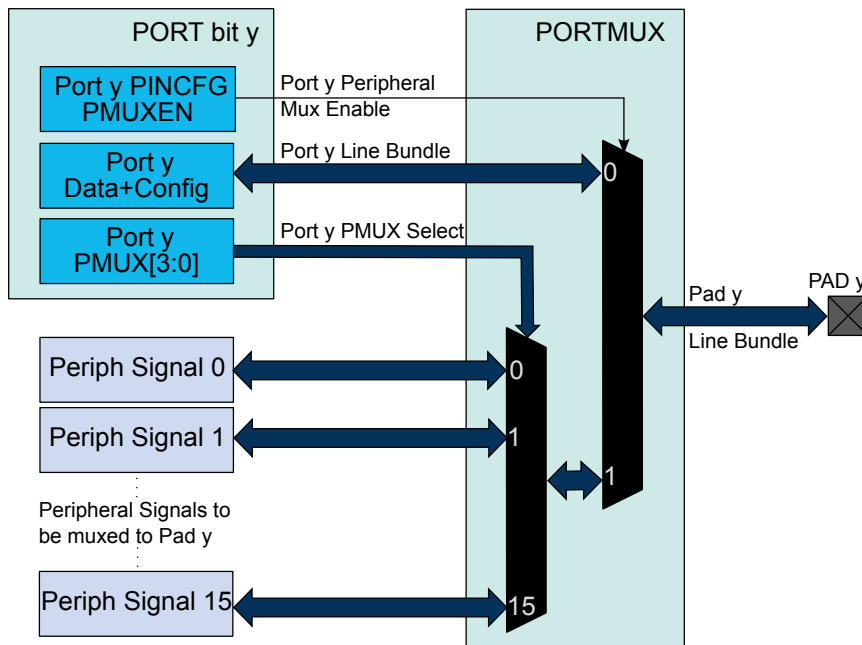 PORT bit y
PORTMUX
Port y PINCFG
PMUXEN
Port y Peripheral
Mux Enable
Port y
Data+Config
Port y Line Bundle
0
Port y
PMUX[3:0]
Port y PMUX Select
Pad y
Line Bundle
PAD y
Periph Signal 0
0
Periph Signal 1
1
1
Peripheral Signals to
be muxed to Pad y
Periph Signal 15
15